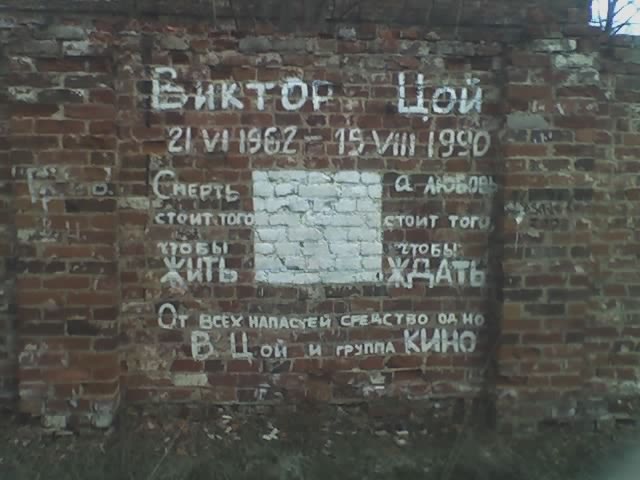 Виктор Цой
21 VI 1962 – 15 VIII 1990
Смерть а любовь
стоит того стоит того
чтобы чтобы
ЖИТЬ ЖДАТЬ
От всех напастей средство одно
В. Цой и группа КИНО